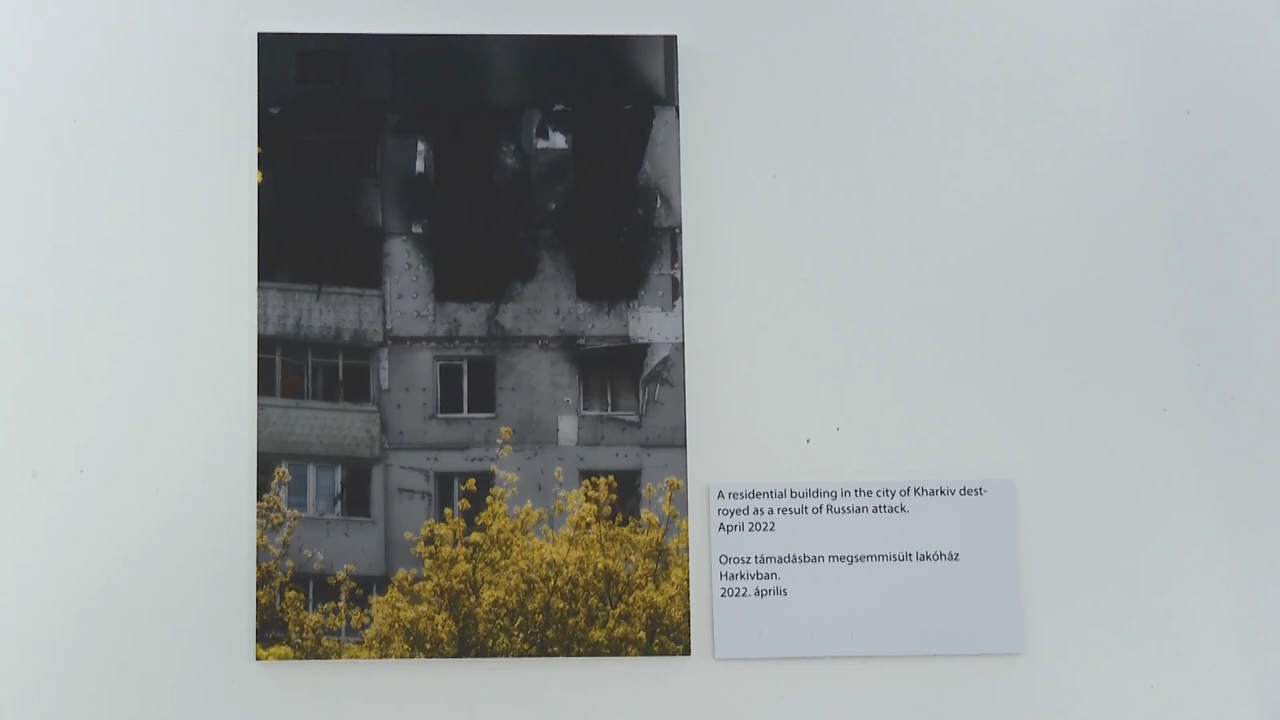 A residential building in the city of Kharkiv dest-
royed as a result of Russian attack.
April 2022
Orosz támadásban megsemmisült lakóház
Harkivban.
2022. április